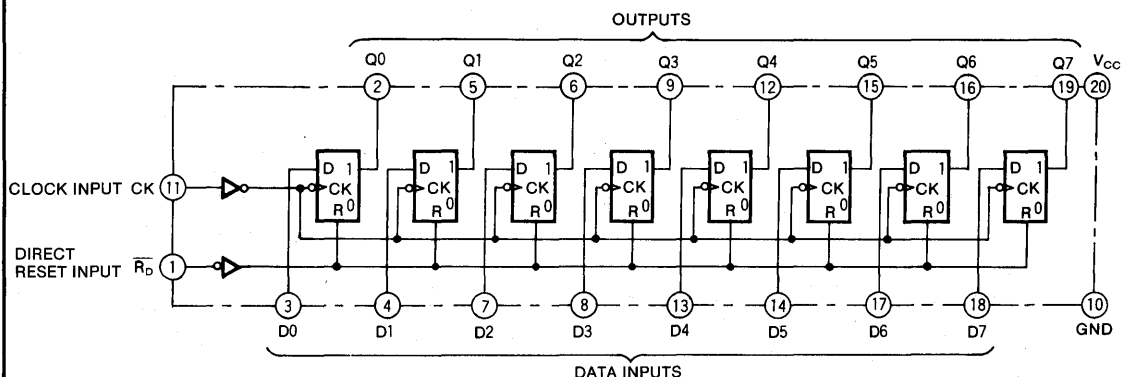 OUTPUTS
Q0 Q1 Q2 Q3 Q4 Q5 Q6 Q7 VCC
2 5 6 9 12 15 16 19 20
D 1 D 1 D 1 D 1 D 1 D 1 D 1 D 1
CLOCK INPUT CK 11 CK CK CK CK CK CK CK CK
R 0 R 0 R 0 R 0 R 0 R 0 R 0 R 0
DIRECT
RESET INPUT R̅D̅ 1
3 4 7 8 13 14 17 18 10
D0 D1 D2 D3 D4 D5 D6 D7 GND
DATA INPUTS